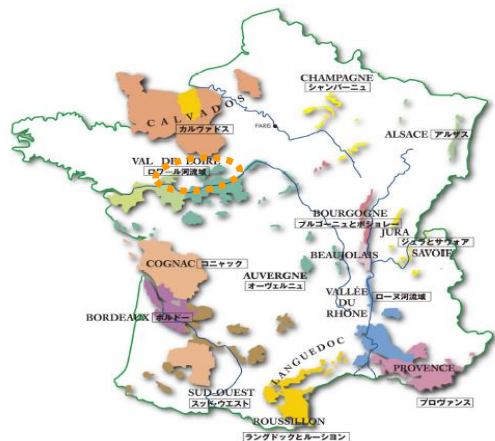 CHAMPAGNE
シャンパーニュ
CALVADOS
カルヴァドス
PARIS
ALSACE アルザス
VAL DE LOIRE
ロワール河流域
BOURGOGNE
ブルゴーニュとボジョレー
JURA
ジュラとサヴォア
SAVOIE
BEAUJOLAIS
COGNAC コニャック
AUVERGNE
オーヴェルニュ
VALLÉE
DU
RHÔNE
ローヌ河流域
BORDEAUX ボルドー
LANGUEDOC
PROVENCE
プロヴァンス
SUD-OUEST
スッド・ウエスト
ROUSSILLON
ラングドックとルーション